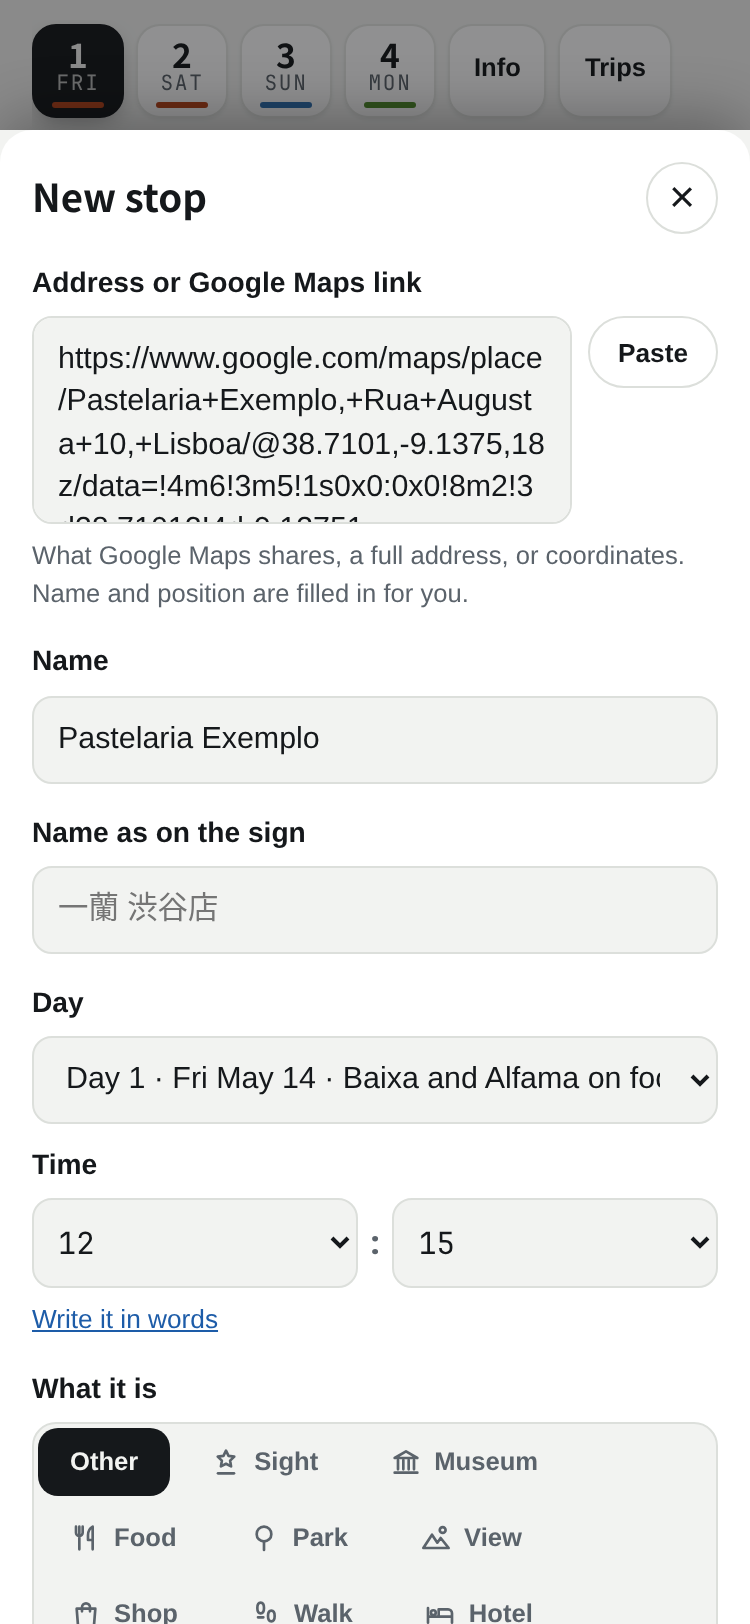 1 FRI
2 SAT
3 SUN
4 MON
Info
Trips
New stop
Address or Google Maps link
https://www.google.com/maps/place
/Pastelaria+Exemplo,+Rua+August
a+10,+Lisboa/@38.7101,-9.1375,18
z/data=!4m6!3m5!1s0x0:0x0!8m2!3
Paste
What Google Maps shares, a full address, or coordinates.
Name and position are filled in for you.
Name
Pastelaria Exemplo
Name as on the sign
一蘭 渋谷店
Day
Day 1 · Fri May 14 · Baixa and Alfama on
Time
12 : 15
Write it in words
What it is
Other Sight Museum
Food Park View
Shop Walk Hotel